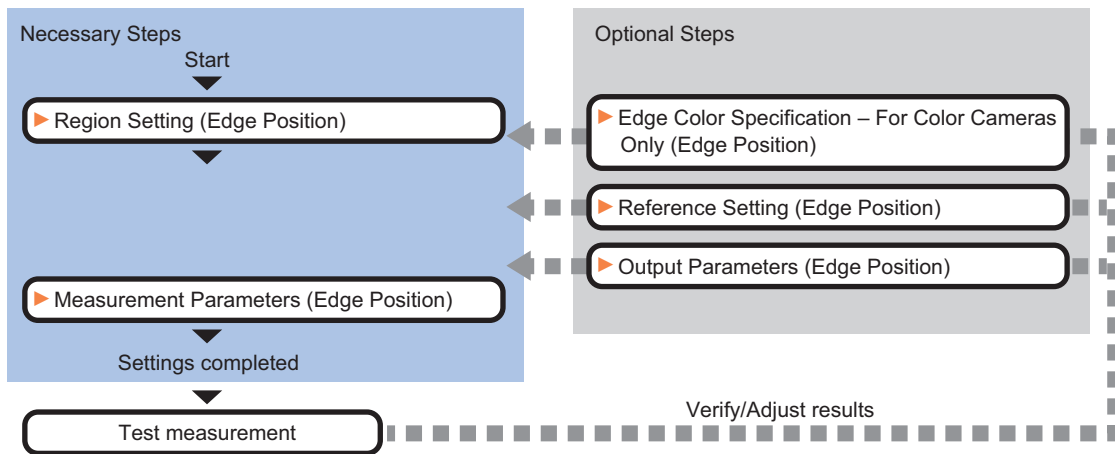 Necessary Steps
Start
Region Setting (Edge Position)
Measurement Parameters (Edge Position)
Settings completed
Test measurement
Optional Steps
Edge Color Specification – For Color Cameras
Only (Edge Position)
Reference Setting (Edge Position)
Output Parameters (Edge Position)
Verify/Adjust results